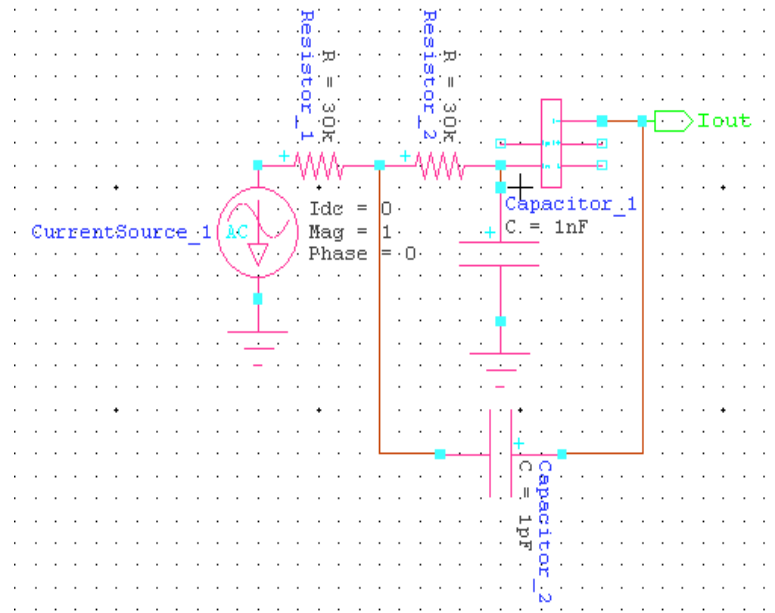 Resistor_1
R = 30k
Resistor_2
R = 30k
Iout
CurrentSource_1
AC
Idc = 0
Mag = 1
Phase = 0
Capacitor_1
C = 1nF
Capacitor_2
C = 1pF